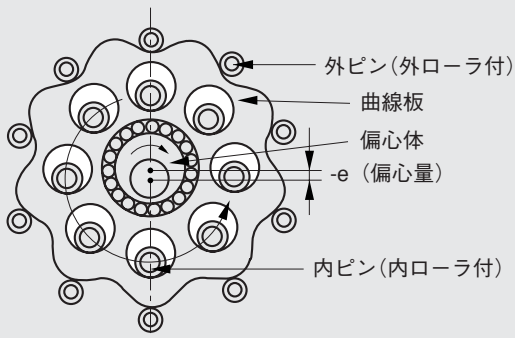 外ピン(外ローラ付)
曲線板
偏心体
-e (偏心量)
内ピン(内ローラ付)